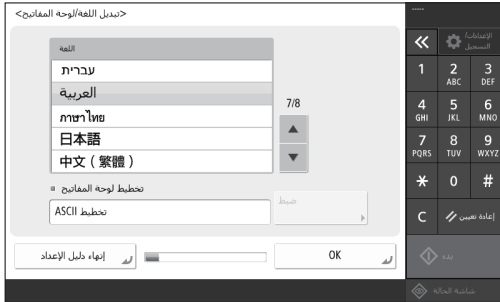 <تبديل اللغة/لوحة المفاتيح>
اللغة
עברית
العربية
ภาษาไทย
日本語
中文 ( 繁體 )
7/8
تخطيط لوحة المفاتيح
تخطيط ASCII
ضبط
إنهاء دليل الإعداد
OK
الإعدادات/
التسجيل
1
2 ABC
3 DEF
4 GHI
5 JKL
6 MNO
7 PQRS
8 TUV
9 WXYZ
* 0 #
C
إعادة تعيين
بدء
شاشة الحالة